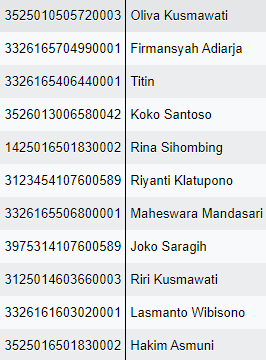 3525010505720003 Oliva Kusmawati
3326165704990001 Firmansyah Adiarja
3326165406440001 Titin
3526013006580042 Koko Santoso
1425016501830002 Rina Sihombing
3123454107600589 Riyanti Klatupono
3326165506800001 Maheswara Mandasari
3975314107600589 Joko Saragih
3125014603660003 Riri Kusmawati
3326161603020001 Lasmanto Wibisono
3525016501830002 Hakim Asmuni